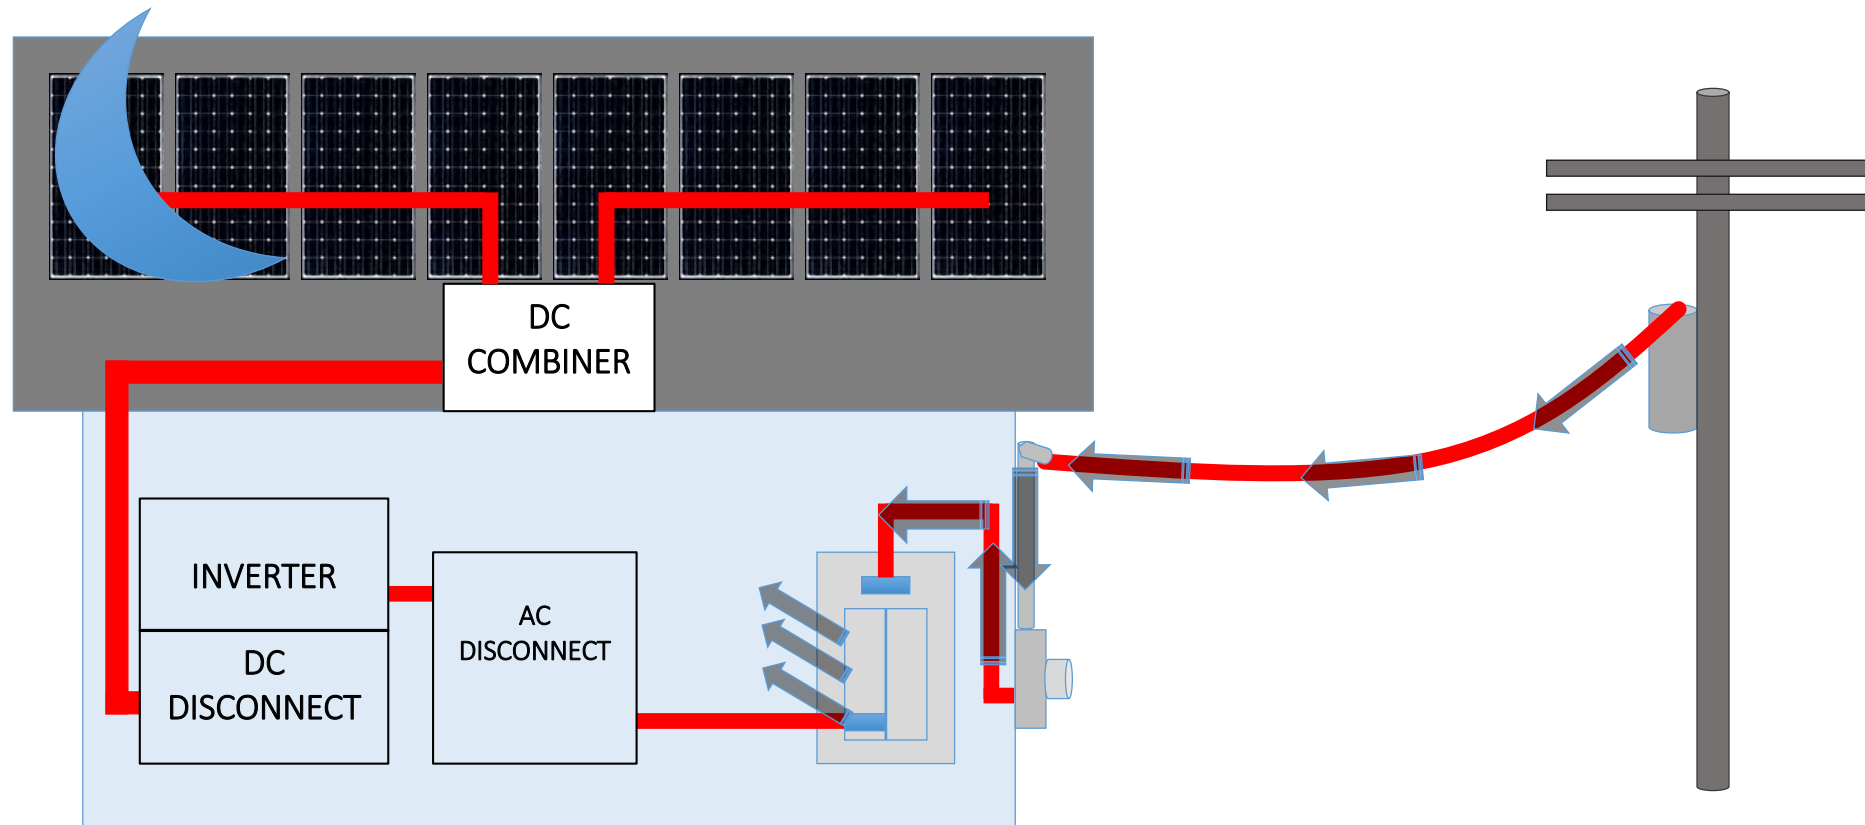 DC
COMBINER
INVERTER
DC
DISCONNECT
AC
DISCONNECT